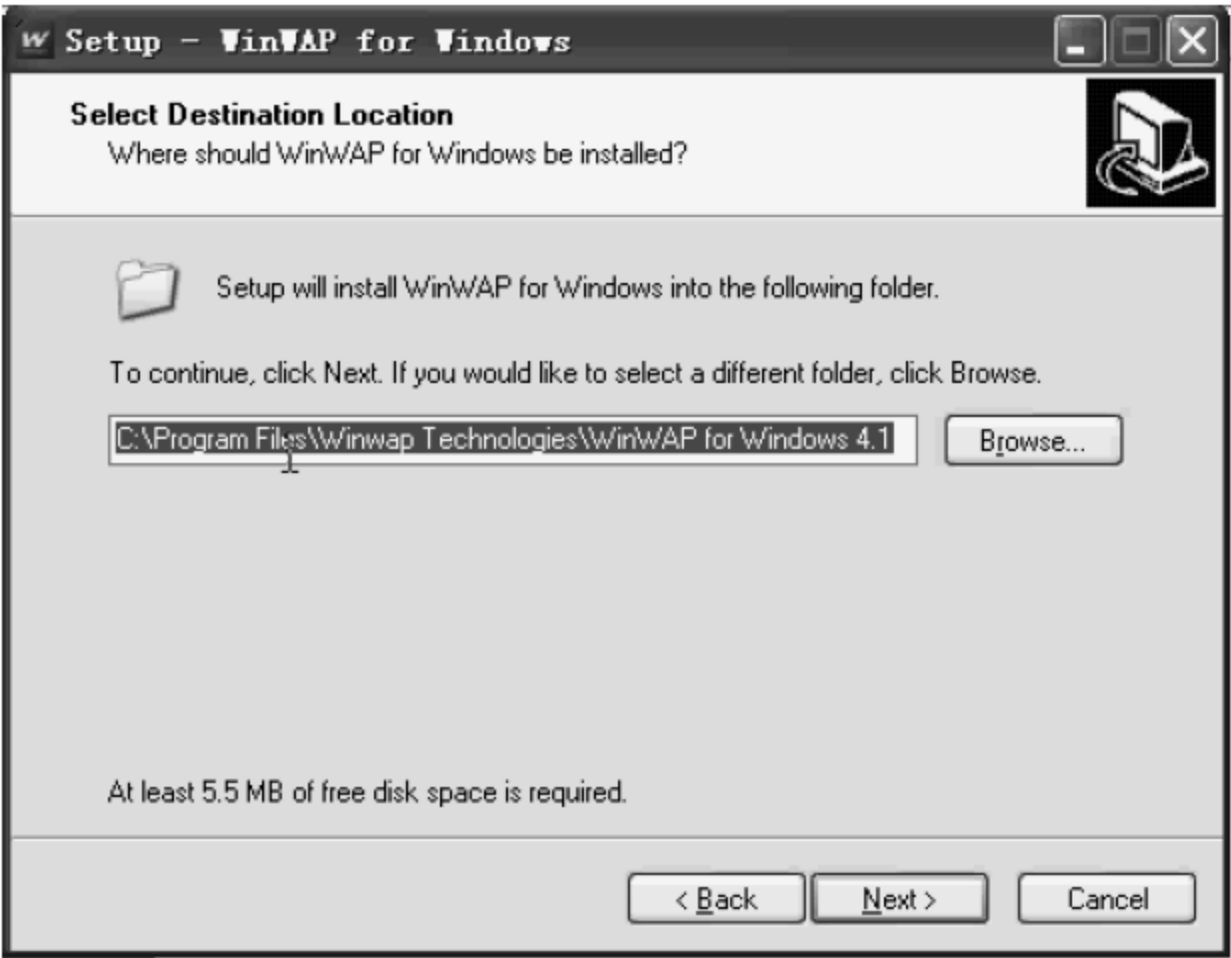 W Setup - WinWAP for Windows
Select Destination Location
Where should WinWAP for Windows be installed?
Setup will install WinWAP for Windows into the following folder.
To continue, click Next. If you would like to select a different folder, click Browse.
C:\Program Files\Winwap Technologies\WinWAP for Windows 4.1
Browse...
At least 5.5 MB of free disk space is required.
< Back Next > Cancel